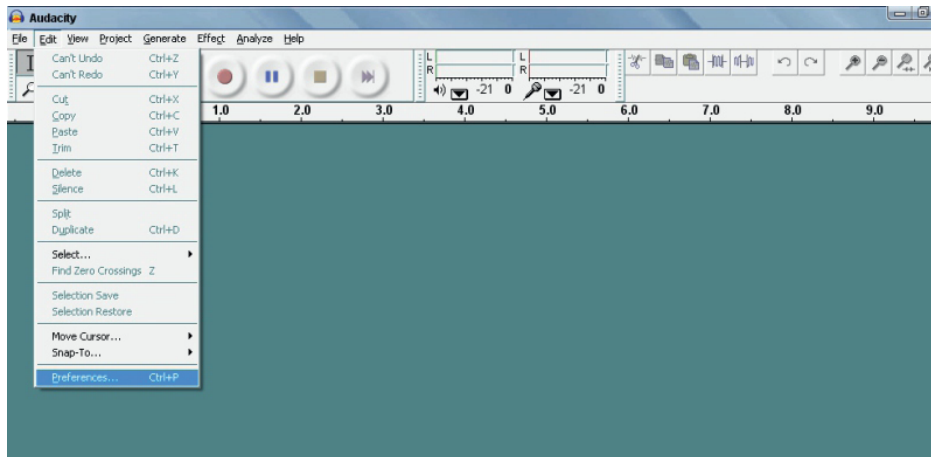 Audacity
File Edit View Project Generate Effect Analyze Help
Can't Undo Ctrl+Z
Can't Redo Ctrl+Y
Cut Ctrl+X
Copy Ctrl+C
Paste Ctrl+V
Trim Ctrl+T
Delete Ctrl+K
Silence Ctrl+L
Split
Duplicate Ctrl+D
Select...
Find Zero Crossings Z
Selection Save
Selection Restore
Move Cursor...
Snap-To...
Preferences... Ctrl+P
L L
R R
-21 0 -21 0
1.0 2.0 3.0 4.0 5.0 6.0 7.0 8.0 9.0